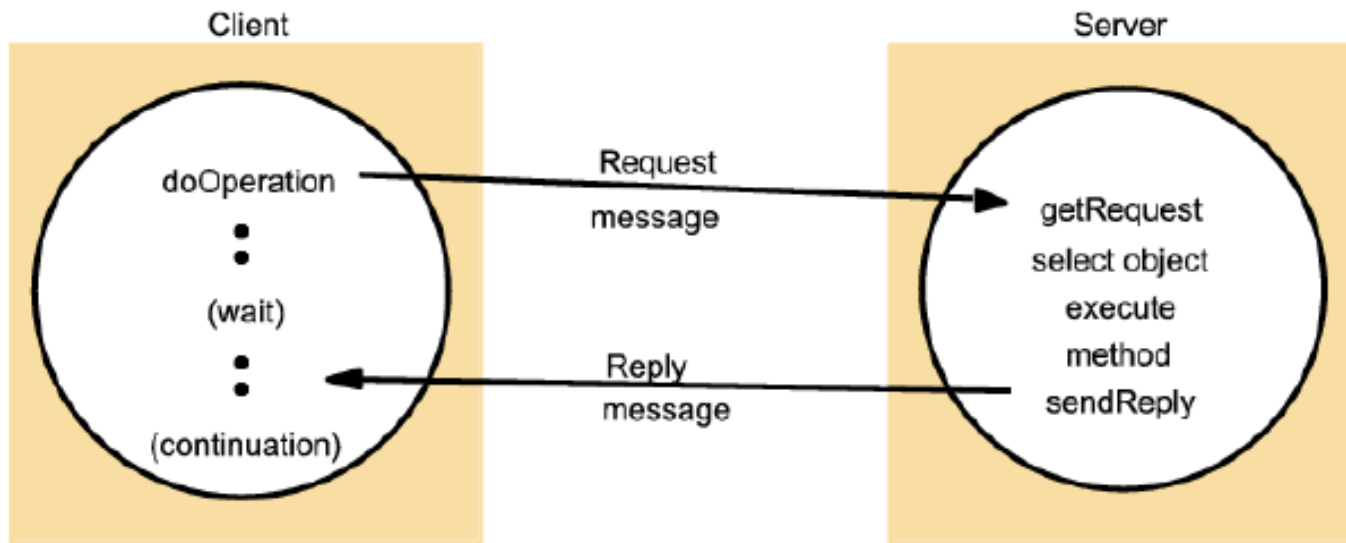 Client
Server
doOperation
(wait)
(continuation)
Request
message
Reply
message
getRequest
select object
execute
method
sendReply